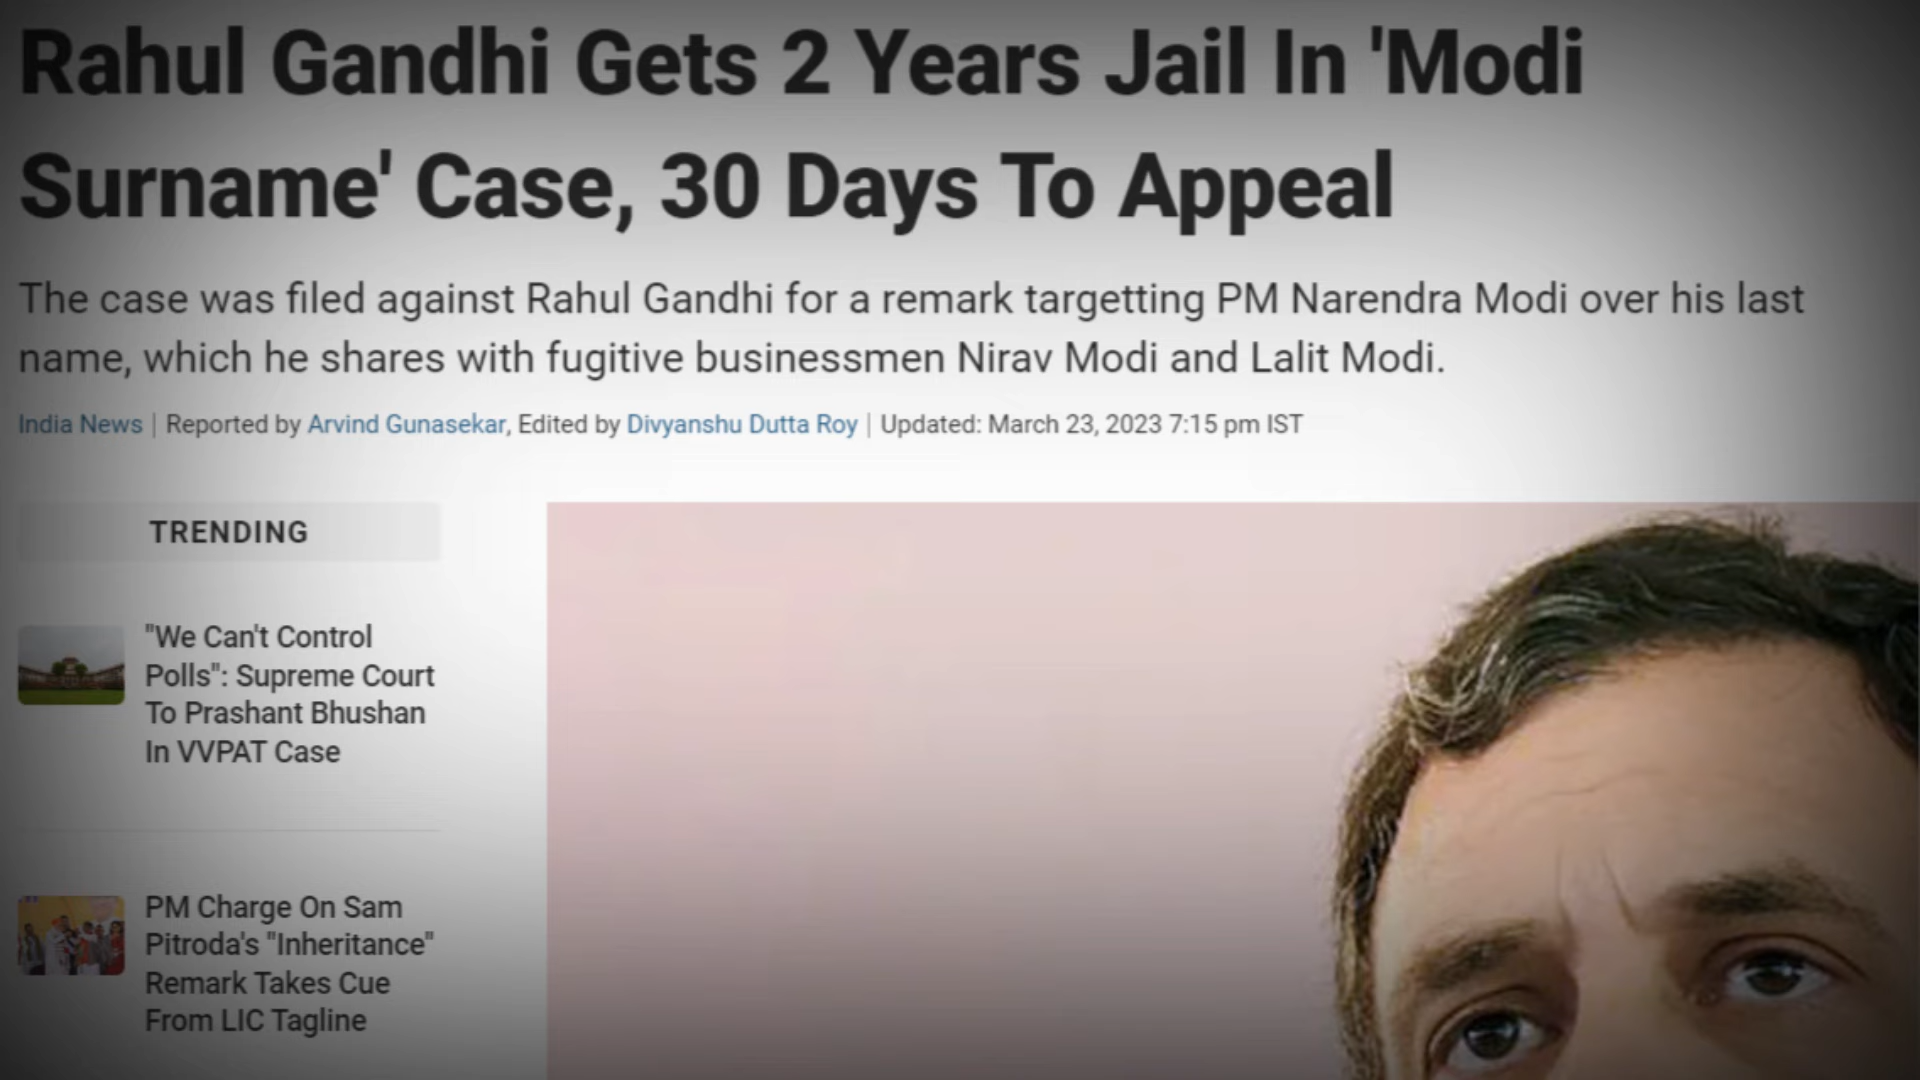 Rahul Gandhi Gets 2 Years Jail In 'Modi
Surname' Case, 30 Days To Appeal
The case was filed against Rahul Gandhi for a remark targetting PM Narendra Modi over his last
name, which he shares with fugitive businessmen Nirav Modi and Lalit Modi.
India News | Reported by Arvind Gunasekar, Edited by Divyanshu Dutta Roy | Updated: March 23, 2023 7:15 pm IST
TRENDING
"We Can't Control
Polls": Supreme Court
To Prashant Bhushan
In VVPAT Case
PM Charge On Sam
Pitroda's "Inheritance"
Remark Takes Cue
From LIC Tagline